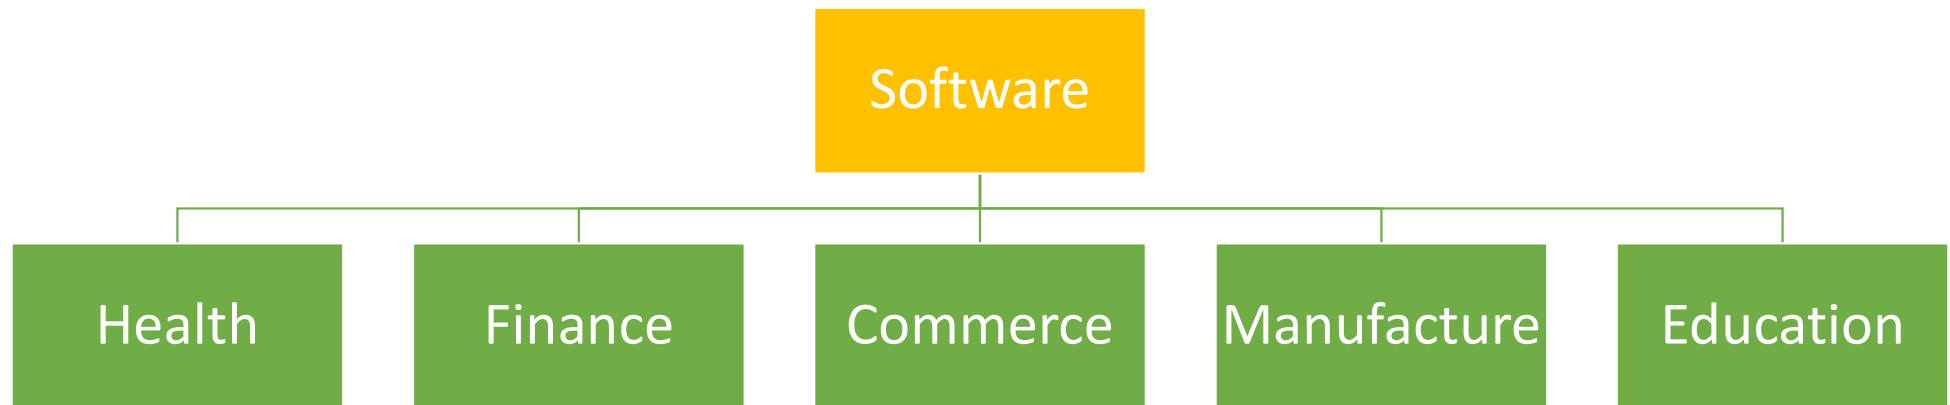 Software
Health
Finance
Commerce
Manufacture
Education